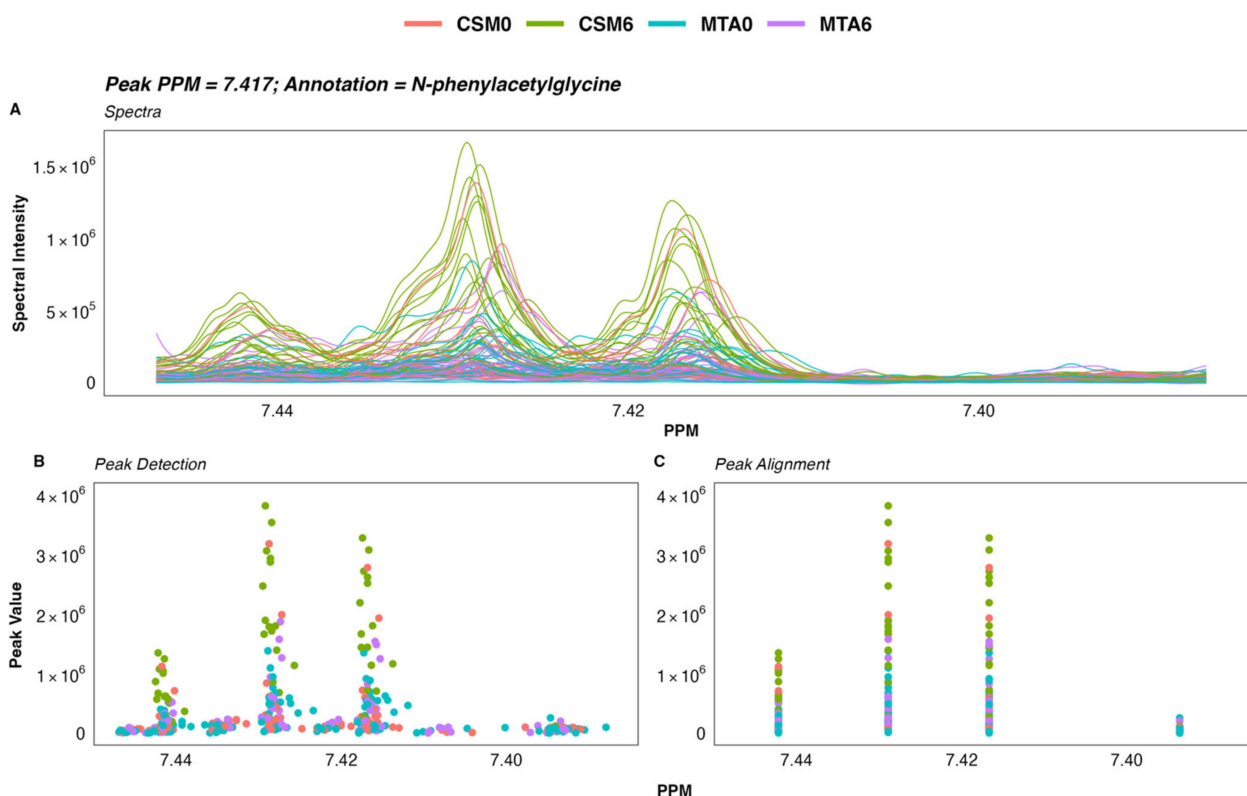 CSM0 CSM6 MTA0 MTA6
Peak PPM = 7.417; Annotation = N-phenylacetylglycine
A
Spectra
Spectral Intensity
1.5 × 10⁶
1 × 10⁶
5 × 10⁵
0
7.44 7.42 7.40
PPM
B Peak Detection
Peak Value
4 × 10⁶
3 × 10⁶
2 × 10⁶
1 × 10⁶
0
7.44 7.42 7.40
C Peak Alignment
4 × 10⁶
3 × 10⁶
2 × 10⁶
1 × 10⁶
0
7.44 7.42 7.40
PPM